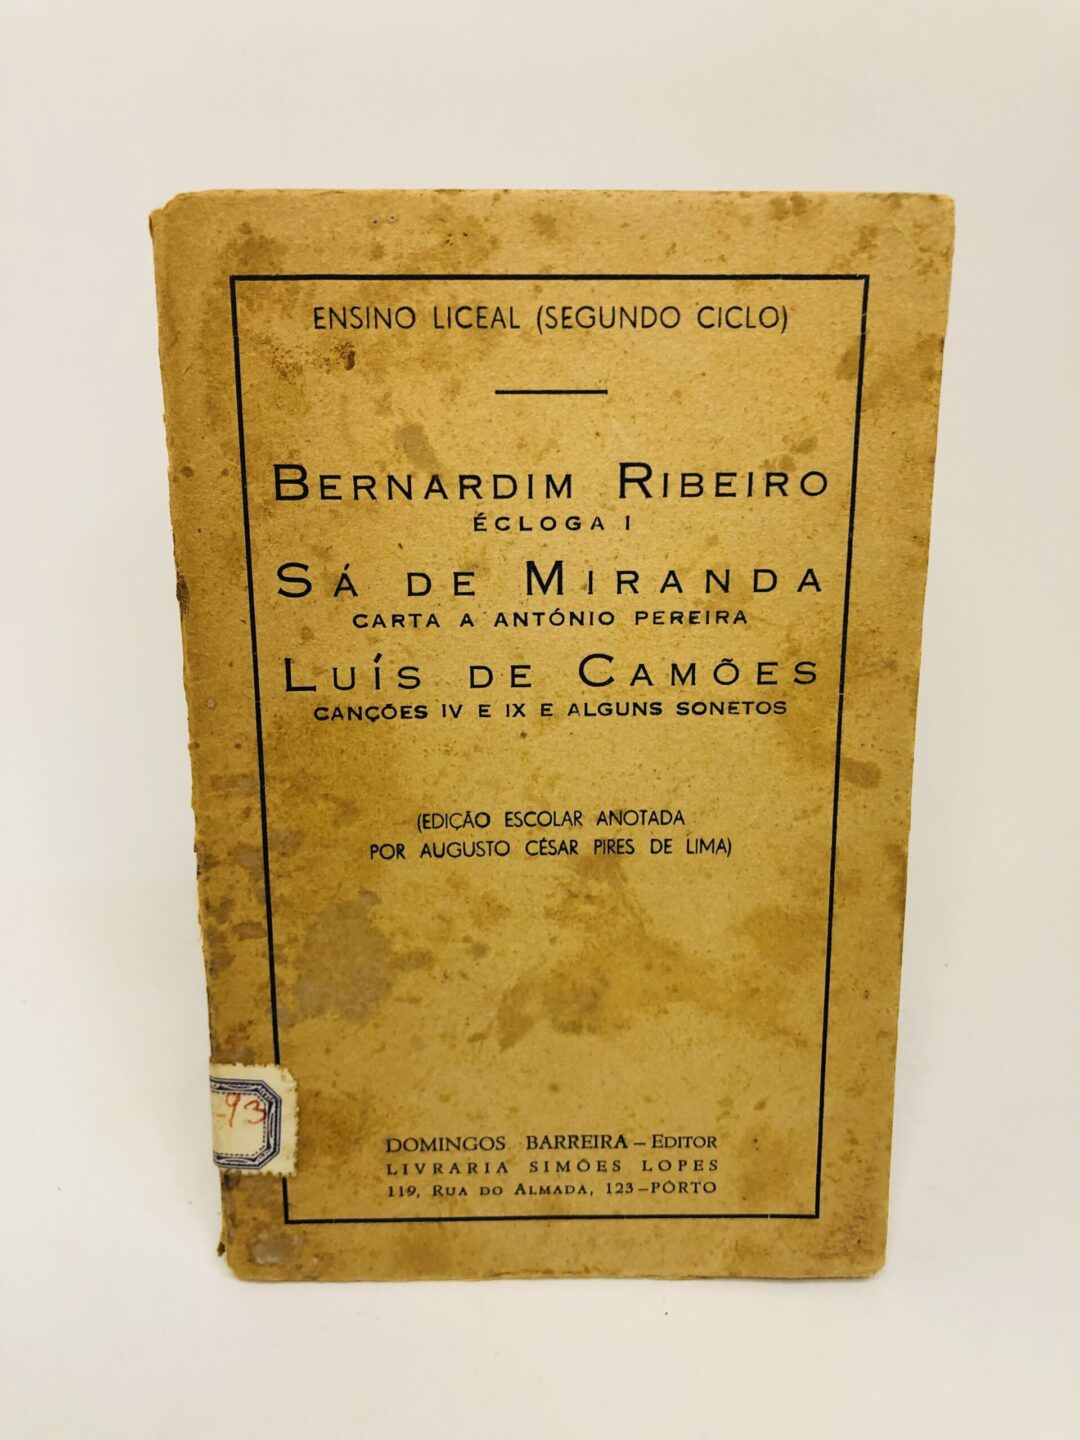 ENSINO LICEAL (SEGUNDO CICLO)
BERNARDIM RIBEIRO
ÉCLOGA I
SÁ DE MIRANDA
CARTA A ANTÓNIO PEREIRA
LUÍS DE CAMÕES
CANÇÕES IV E IX E ALGUNS SONETOS
(EDIÇÃO ESCOLAR ANOTADA
POR AUGUSTO CÉSAR PIRES DE LIMA)
-93
DOMINGOS BARREIRA – EDITOR
LIVRARIA SIMÕES LOPES
119, RUA DO ALMADA, 123 – PÔRTO